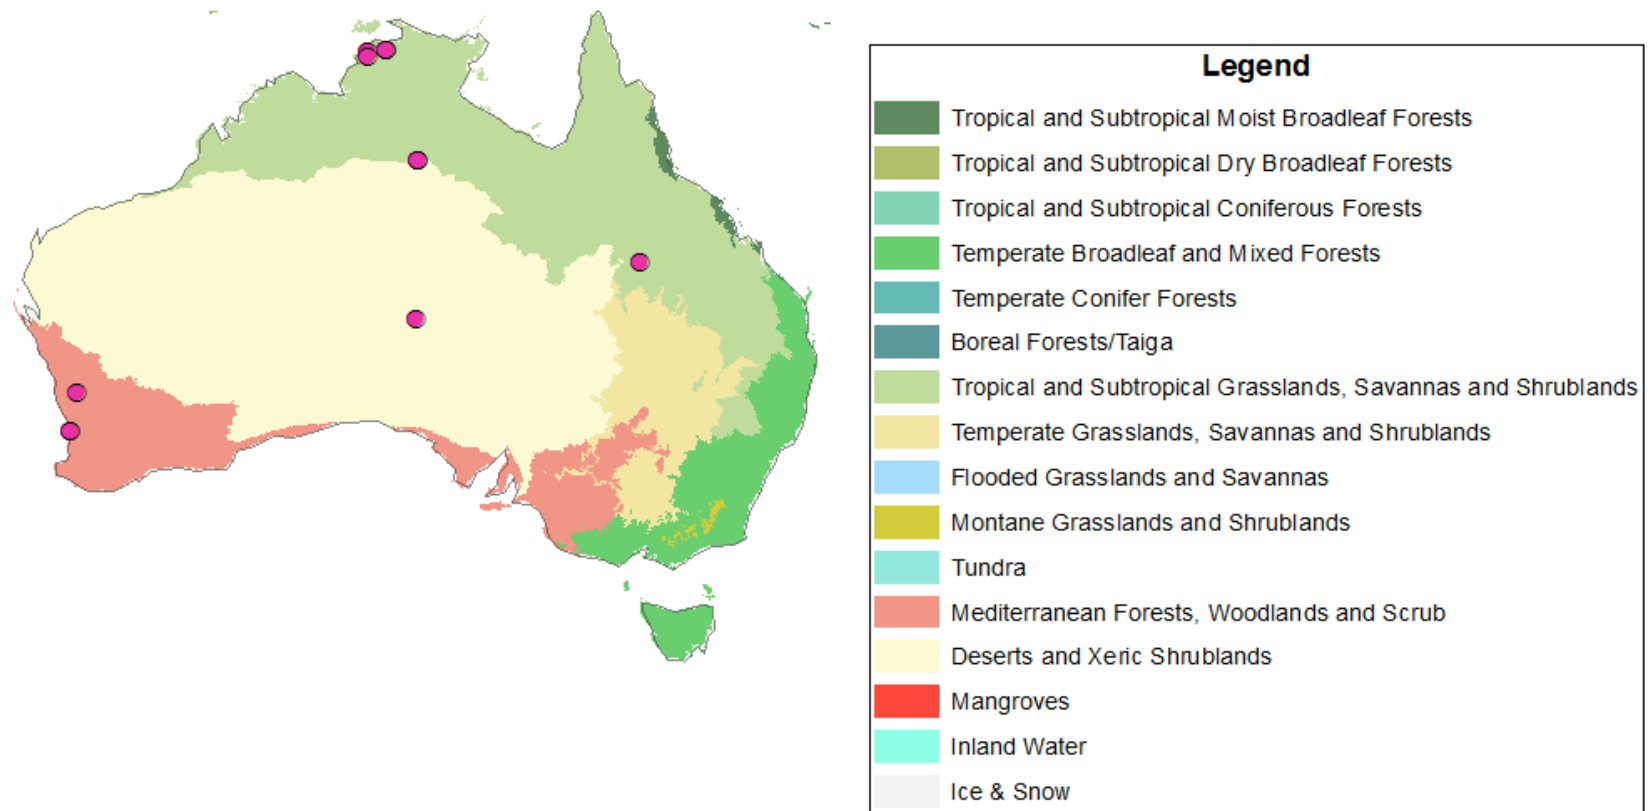 Legend
Tropical and Subtropical Moist Broadleaf Forests
Tropical and Subtropical Dry Broadleaf Forests
Tropical and Subtropical Coniferous Forests
Temperate Broadleaf and Mixed Forests
Temperate Conifer Forests
Boreal Forests/Taiga
Tropical and Subtropical Grasslands, Savannas and Shrublands
Temperate Grasslands, Savannas and Shrublands
Flooded Grasslands and Savannas
Montane Grasslands and Shrublands
Tundra
Mediterranean Forests, Woodlands and Scrub
Deserts and Xeric Shrublands
Mangroves
Inland Water
Ice & Snow